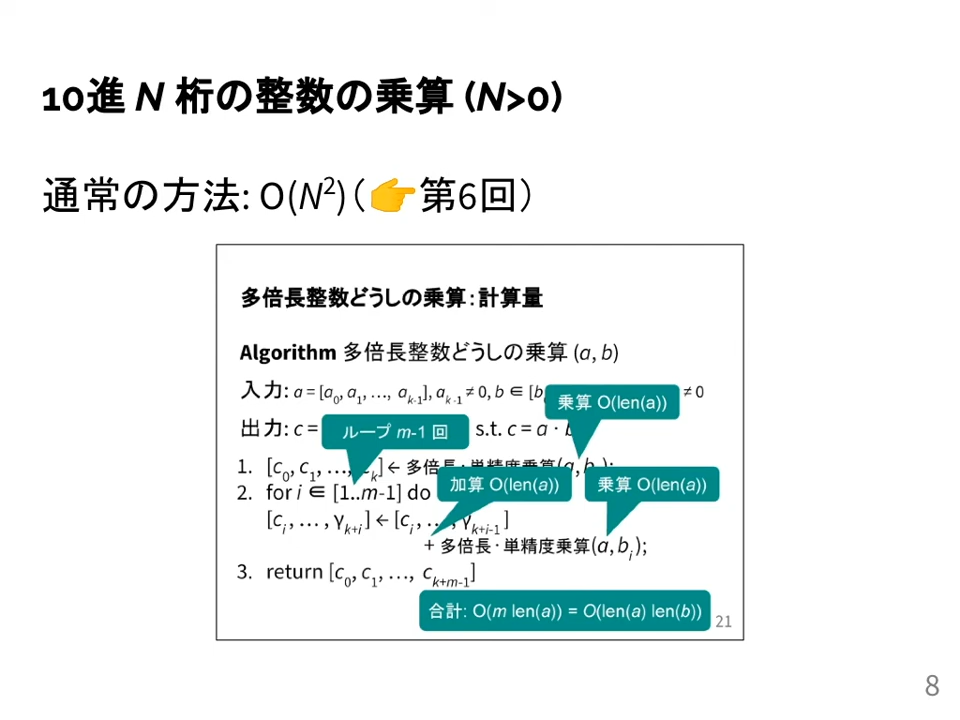 10進 N 桁の整数の乗算 (N>0)
通常の方法: O(N²)(👉第6回)
多倍長整数どうしの乗算：計算量
Algorithm 多倍長整数どうしの乗算 (a, b)
入力: a = [a₀, a₁, …, aₖ₋₁], aₖ₋₁ ≠ 0, b ∈ [b ≠ 0
乗算 O(len(a))
出力: c = s.t. c = a · b
ループ m-1 回
1. [c₀, c₁, …, cₖ] ← 多倍長・単精度乗算(a, b
2. for i ∈ [1..m-1] do
加算 O(len(a))
乗算 O(len(a))
[cᵢ, … , γₖ₊ᵢ] ← [cᵢ, …, γₖ₊ᵢ₋₁]
+ 多倍長・単精度乗算(a, bᵢ);
3. return [c₀, c₁, …, cₖ₊ₘ₋₁]
合計: O(m len(a)) = O(len(a) len(b))
21
8